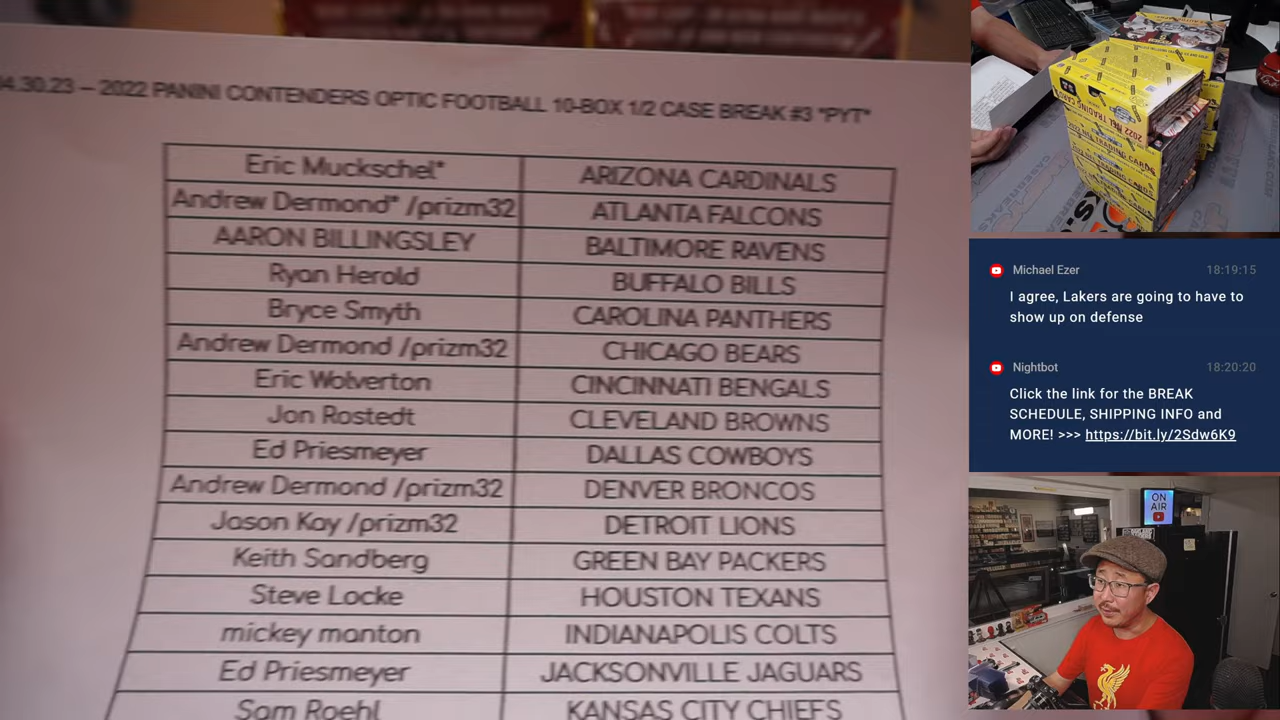 4.30.23 – 2022 PANINI CONTENDERS OPTIC FOOTBALL 10-BOX 1/2 CASE BREAK #3 *PYT*
Eric Muckschel* ARIZONA CARDINALS
Andrew Dermond* /prizm32 ATLANTA FALCONS
AARON BILLINGSLEY BALTIMORE RAVENS
Ryan Herold BUFFALO BILLS
Bryce Smyth CAROLINA PANTHERS
Andrew Dermond /prizm32 CHICAGO BEARS
Eric Wolverton CINCINNATI BENGALS
Jon Rostedt CLEVELAND BROWNS
Ed Priesmeyer DALLAS COWBOYS
Andrew Dermond /prizm32 DENVER BRONCOS
Jason Kay /prizm32 DETROIT LIONS
Keith Sandberg GREEN BAY PACKERS
Steve Locke HOUSTON TEXANS
mickey manton INDIANAPOLIS COLTS
Ed Priesmeyer JACKSONVILLE JAGUARS
Sam Roehl KANSAS CITY CHIEFS
Michael Ezer 18:19:15
I agree, Lakers are going to have to
show up on defense
Nightbot 18:20:20
Click the link for the BREAK
SCHEDULE, SHIPPING INFO and
MORE! >>> https://bit.ly/2Sdw6K9
ON
AIR